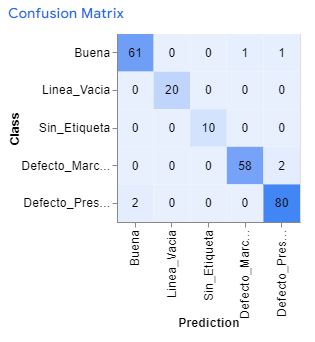 Confusion Matrix
Buena 61 0 0 1 1
Linea_Vacia 0 20 0 0 0
Sin_Etiqueta 0 0 10 0 0
Defecto_Marc... 0 0 0 58 2
Defecto_Pres... 2 0 0 0 80
Class
Buena
Linea_Vacia
Sin_Etiqueta
Defecto_Marc...
Defecto_Pres...
Prediction